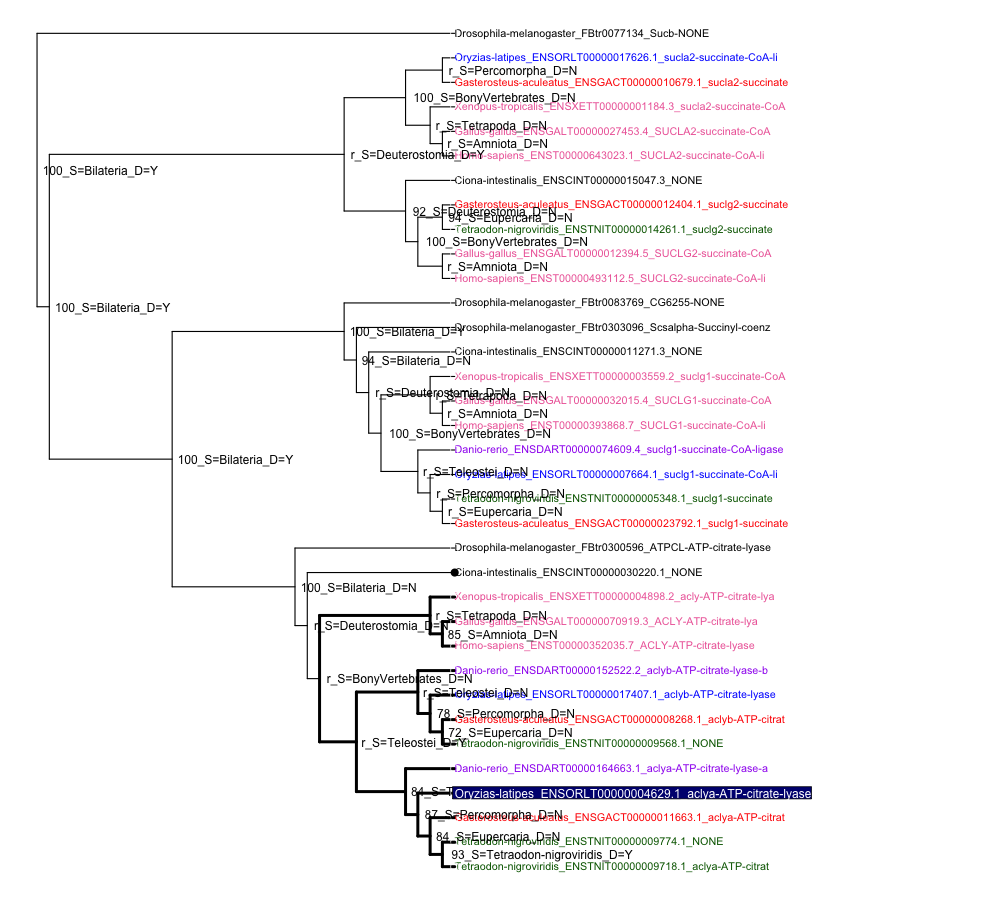 Drosophila-melanogaster_FBtr0077134_Sucb-NONE
Oryzias-latipes_ENSORLT00000017626.1_sucla2-succinate-CoA-li
r_S=Percomorpha_D=N
Gasterosteus-aculeatus_ENSGACT00000010679.1_sucla2-succinate
100_S=BonyVertebrates_D=N
Xenopus-tropicalis_ENSXETT00000001184.3_sucla2-succinate-CoA
r_S=Tetrapoda_D=N
Gallus-gallus_ENSGALT00000027453.4_SUCLA2-succinate-CoA
r_S=Amniota_D=N
r_S=Deuterostomia_D=Y
Homo-sapiens_ENST00000643023.1_SUCLA2-succinate-CoA-li
100_S=Bilateria_D=Y
Ciona-intestinalis_ENSCINT00000015047.3_NONE
Gasterosteus-aculeatus_ENSGACT00000012404.1_suclg2-succinate
92_S=Deuterostomia_D=N
94_S=Eupercaria_D=N
Tetraodon-nigroviridis_ENSTNIT00000014261.1_suclg2-succinate
100_S=BonyVertebrates_D=N
Gallus-gallus_ENSGALT00000012394.5_SUCLG2-succinate-CoA
r_S=Amniota_D=N
Homo-sapiens_ENST00000493112.5_SUCLG2-succinate-CoA-li
Drosophila-melanogaster_FBtr0083769_CG6255-NONE
100_S=Bilateria_D=Y
Drosophila-melanogaster_FBtr0303096_Scsalpha-Succinyl-coenz
100_S=Bilateria_D=Y
Ciona-intestinalis_ENSCINT00000011271.3_NONE
94_S=Bilateria_D=N
Xenopus-tropicalis_ENSXETT00000003559.2_suclg1-succinate-CoA
r_S=Deuterostomia_D=N
r_S=Tetrapoda_D=N
Gallus-gallus_ENSGALT00000032015.4_SUCLG1-succinate-CoA
r_S=Amniota_D=N
Homo-sapiens_ENST00000393868.7_SUCLG1-succinate-CoA-li
100_S=BonyVertebrates_D=N
Danio-rerio_ENSDART00000074609.4_suclg1-succinate-CoA-ligase
100_S=Bilateria_D=Y
r_S=Teleostei_D=N
Oryzias-latipes_ENSORLT00000007664.1_suclg1-succinate-CoA-li
r_S=Percomorpha_D=N
Tetraodon-nigroviridis_ENSTNIT00000005348.1_suclg1-succinate
r_S=Eupercaria_D=N
Gasterosteus-aculeatus_ENSGACT00000023792.1_suclg1-succinate
Drosophila-melanogaster_FBtr0300596_ATPCL-ATP-citrate-lyase
Ciona-intestinalis_ENSCINT00000030220.1_NONE
100_S=Bilateria_D=N
Xenopus-tropicalis_ENSXETT00000004898.2_acly-ATP-citrate-lya
r_S=Tetrapoda_D=N
Gallus-gallus_ENSGALT00000070919.3_ACLY-ATP-citrate-lya
r_S=Deuterostomia_D=N
85_S=Amniota_D=N
Homo-sapiens_ENST00000352035.7_ACLY-ATP-citrate-lyase
Danio-rerio_ENSDART00000152522.2_aclyb-ATP-citrate-lyase-b
r_S=BonyVertebrates_D=N
r_S=Teleostei_D=N
Oryzias-latipes_ENSORLT00000017407.1_aclyb-ATP-citrate-lyase
78_S=Percomorpha_D=N
Gasterosteus-aculeatus_ENSGACT00000008268.1_aclyb-ATP-citrat
72_S=Eupercaria_D=N
r_S=Teleostei_D=Y
Tetraodon-nigroviridis_ENSTNIT00000009568.1_NONE
Danio-rerio_ENSDART00000164663.1_aclya-ATP-citrate-lyase-a
84_S=T
Oryzias-latipes_ENSORLT00000004629.1_aclya-ATP-citrate-lyase
87_S=Percomorpha_D=N
Gasterosteus-aculeatus_ENSGACT00000011663.1_aclya-ATP-citrat
84_S=Eupercaria_D=N
Tetraodon-nigroviridis_ENSTNIT00000009774.1_NONE
93_S=Tetraodon-nigroviridis_D=Y
Tetraodon-nigroviridis_ENSTNIT00000009718.1_aclya-ATP-citrat